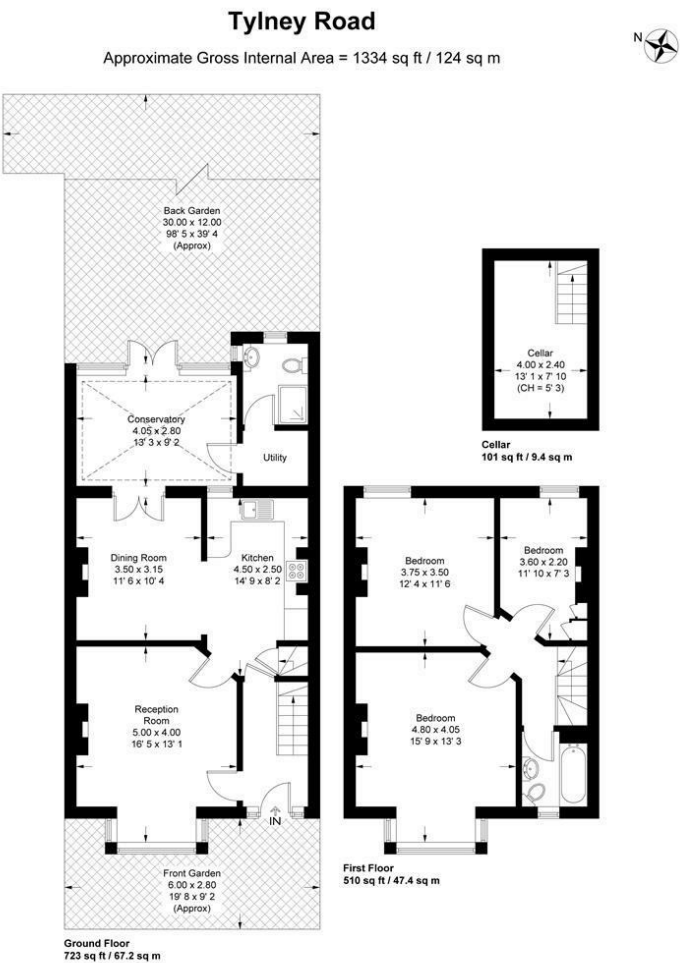 Tylney Road
Approximate Gross Internal Area = 1334 sq ft / 124 sq m
N
Back Garden
30.00 x 12.00
98' 5 x 39' 4
(Approx)
Cellar
4.00 x 2.40
13' 1 x 7' 10
(CH = 5' 3)
Cellar
101 sq ft / 9.4 sq m
Conservatory
4.05 x 2.80
13' 3 x 9' 2
Utility
Dining Room
3.50 x 3.15
11' 6 x 10' 4
Kitchen
4.50 x 2.50
14' 9 x 8' 2
Reception
Room
5.00 x 4.00
16' 5 x 13' 1
IN
Front Garden
6.00 x 2.80
19' 8 x 9' 2
(Approx)
Ground Floor
723 sq ft / 67.2 sq m
Bedroom
3.75 x 3.50
12' 4 x 11' 6
Bedroom
3.60 x 2.20
11' 10 x 7' 3
Bedroom
4.80 x 4.05
15' 9 x 13' 3
First Floor
510 sq ft / 47.4 sq m